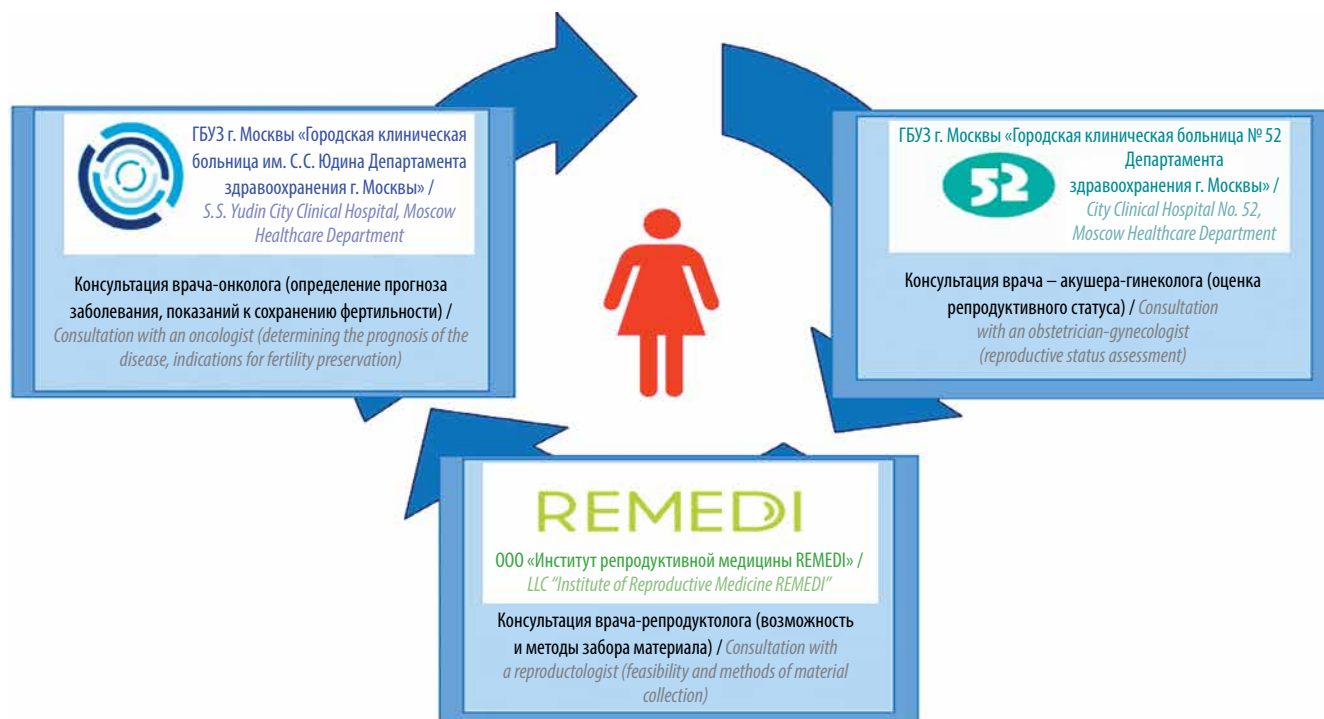 ГБУЗ г. Москвы «Городская клиническая
больница им. С.С. Юдина Департамента
здравоохранения г. Москвы» /
S.S. Yudin City Clinical Hospital, Moscow
Healthcare Department
Консультация врача-онколога (определение прогноза
заболевания, показаний к сохранению фертильности) /
Consultation with an oncologist (determining the prognosis of the
disease, indications for fertility preservation)
ГБУЗ г. Москвы «Городская клиническая больница № 52
Департамента
здравоохранения г. Москвы» /
City Clinical Hospital No. 52,
Moscow Healthcare Department
52
Консультация врача – акушера-гинеколога (оценка
репродуктивного статуса) / Consultation
with an obstetrician-gynecologist
(reproductive status assessment)
REMEDI
ООО «Институт репродуктивной медицины REMEDI» /
LLC “Institute of Reproductive Medicine REMEDI”
Консультация врача-репродуктолога (возможность
и методы забора материала) / Consultation with
a reproductologist (feasibility and methods of material
collection)